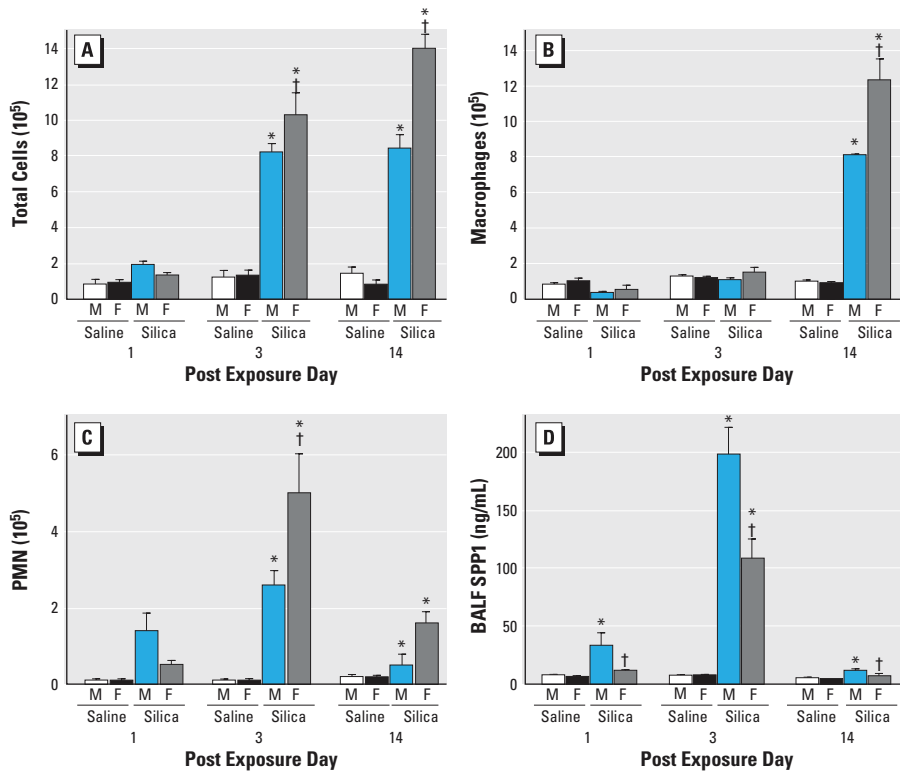 A
Total Cells (10⁵)
14
12
10
8
6
4
2
0
*
*
†
*
*
†
M F M F M F M F M F M F
Saline Silica Saline Silica Saline Silica
1 3 14
Post Exposure Day
B
Macrophages (10⁵)
14
12
10
8
6
4
2
0
*
*
†
M F M F M F M F M F M F
Saline Silica Saline Silica Saline Silica
1 3 14
Post Exposure Day
C
PMN (10⁵)
6
4
2
0
*
*
†
*
*
M F M F M F M F M F M F
Saline Silica Saline Silica Saline Silica
1 3 14
Post Exposure Day
D
BALF SPP1 (ng/mL)
200
150
100
50
0
*
†
*
*
†
*
†
M F M F M F M F M F M F
Saline Silica Saline Silica Saline Silica
1 3 14
Post Exposure Day